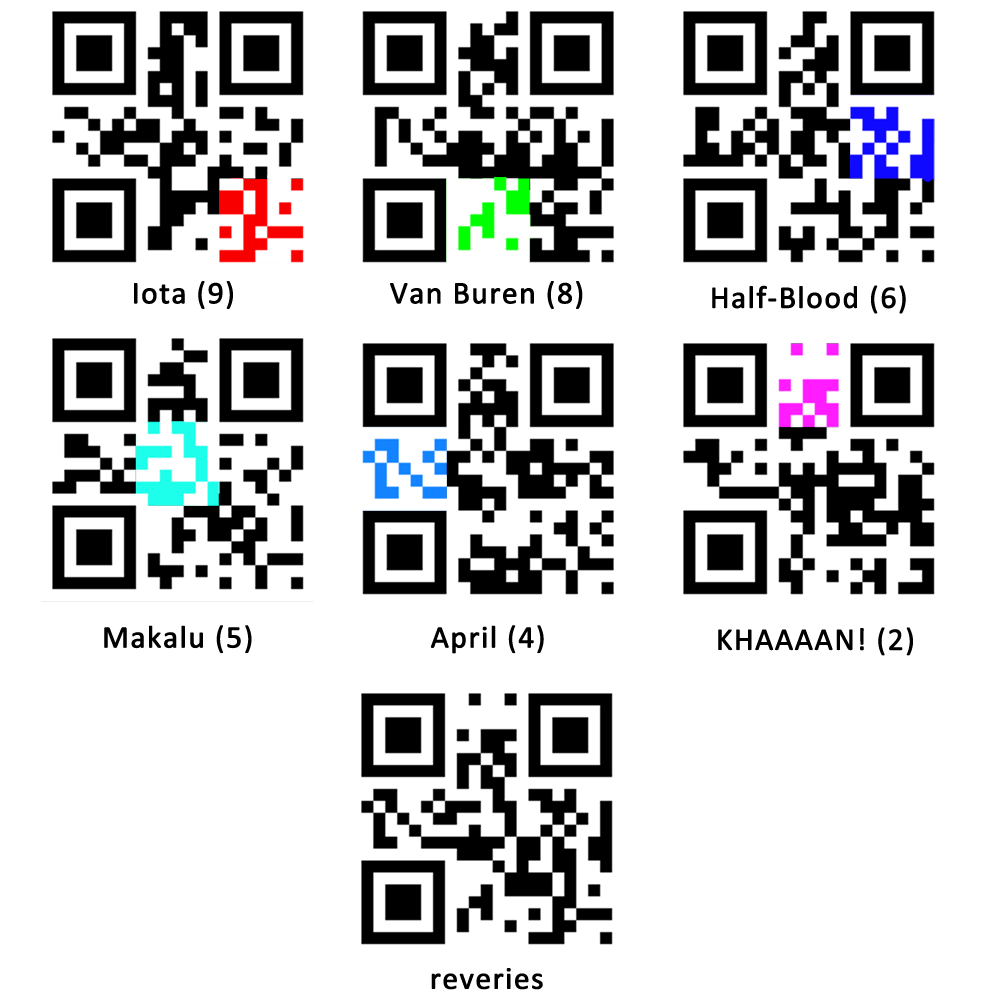 Iota (9)
Van Buren (8)
Half-Blood (6)
Makalu (5)
April (4)
KHAAAAN! (2)
reveries